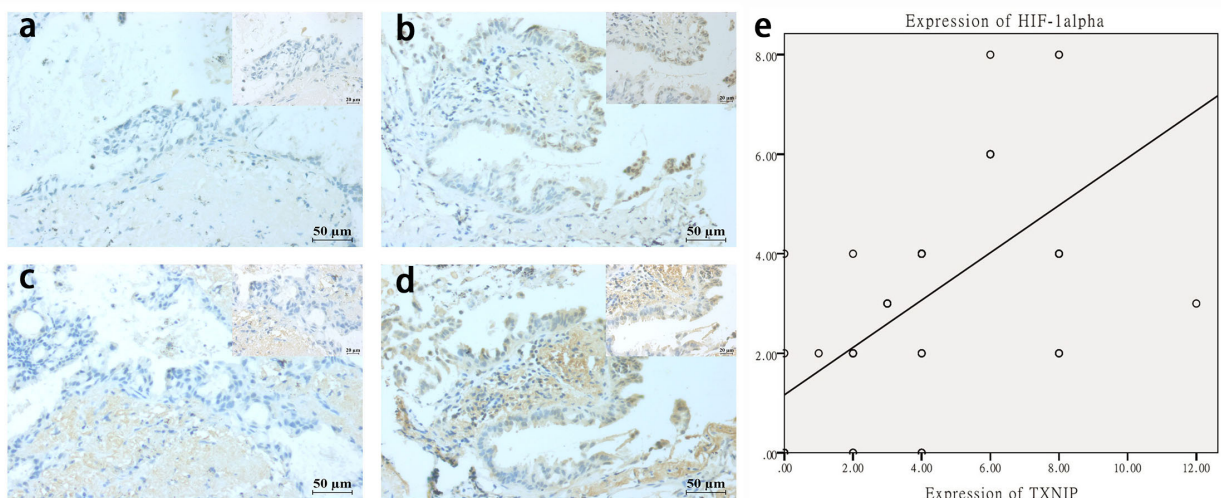 a
20 µm
50 µm
b
20 µm
50 µm
c
20 µm
50 µm
d
20 µm
50 µm
e
Expression of HIF-1alpha
8.00
6.00
4.00
2.00
.00
.00 2.00 4.00 6.00 8.00 10.00 12.00
Expression of TXNIP